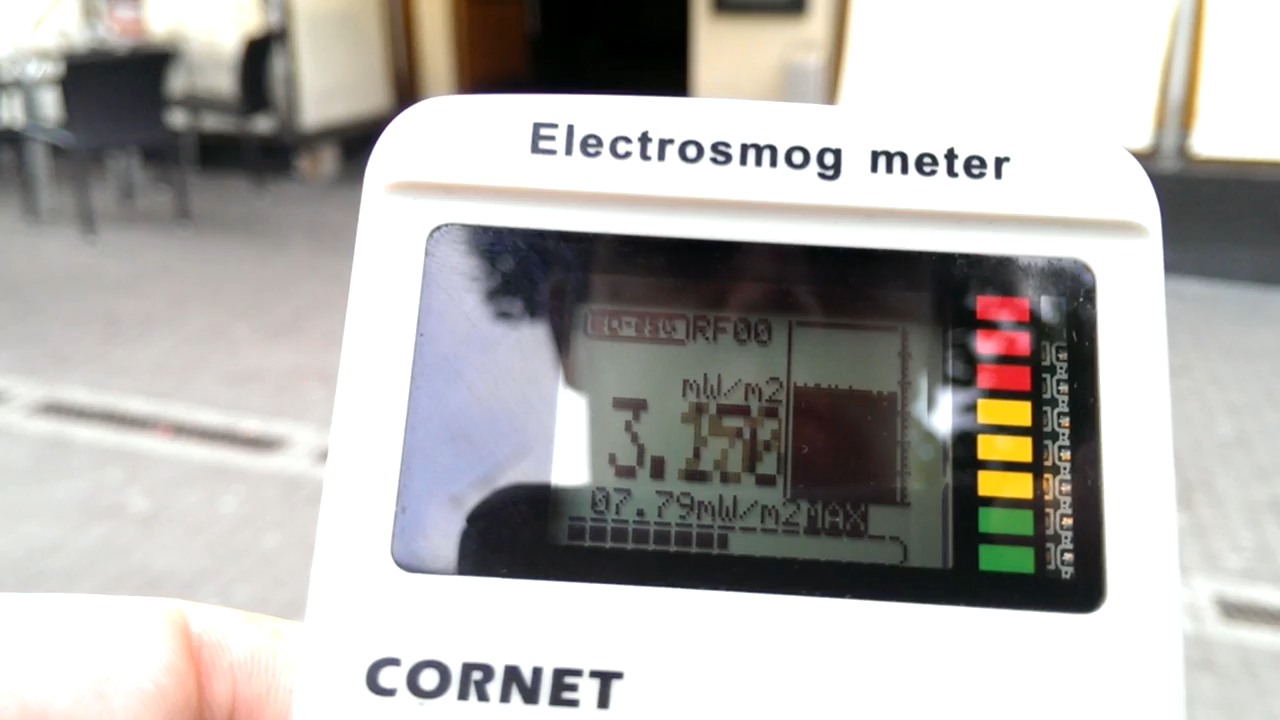 Electrosmog meter
RF00
mW/m2
07.79mW/m2 MAX
CORNET